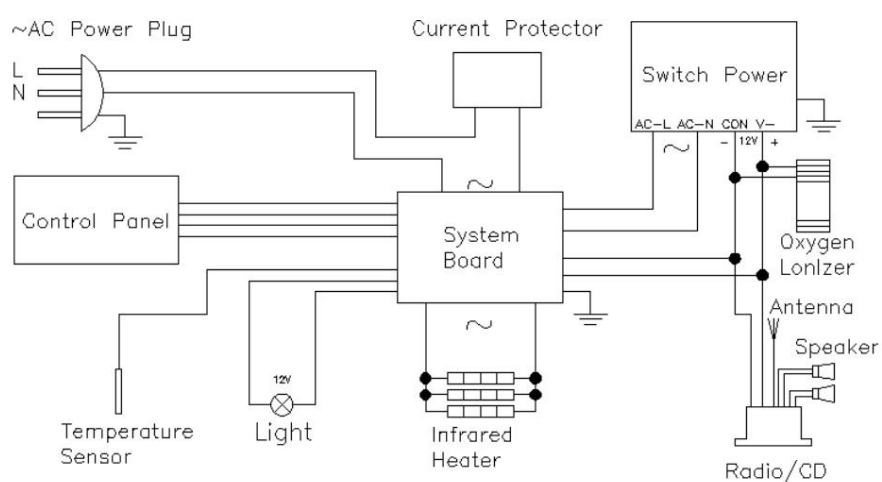 ~AC Power Plug
Current Protector
L
N
Switch Power
AC-L AC-N CON V-
~ - 12V +
Control Panel
~
System
Board
Oxygen
LonIzer
~
Antenna
Speaker
12V
Light
Temperature
Sensor
Infrared
Heater
Radio/CD